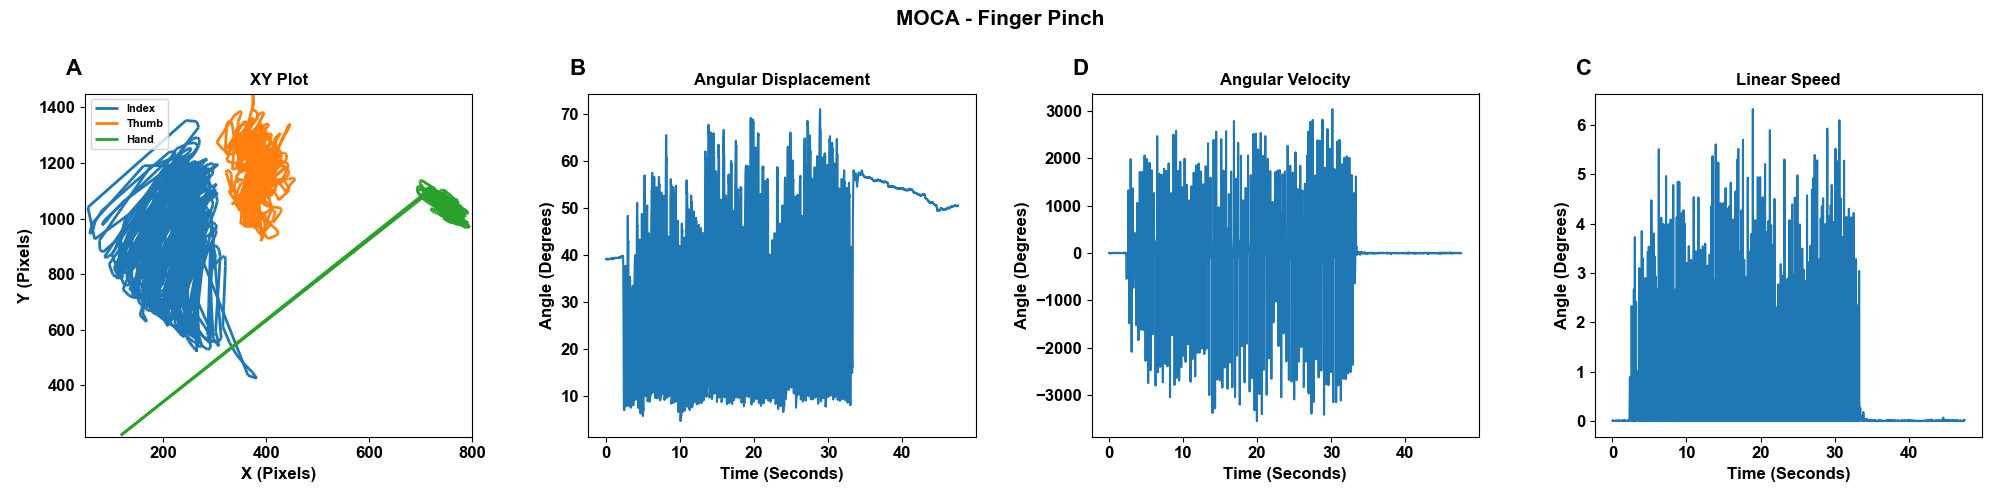 MOCA - Finger Pinch
A
XY Plot
Index
Thumb
Hand
1400
1200
1000
800
600
400
Y (Pixels)
200
400
600
800
X (Pixels)
B
Angular Displacement
70
60
50
40
30
20
10
Angle (Degrees)
0
10
20
30
40
Time (Seconds)
D
Angular Velocity
3000
2000
1000
0
−1000
−2000
−3000
Angle (Degrees)
0
10
20
30
40
Time (Seconds)
C
Linear Speed
6
5
4
3
2
1
0
Angle (Degrees)
0
10
20
30
40
Time (Seconds)